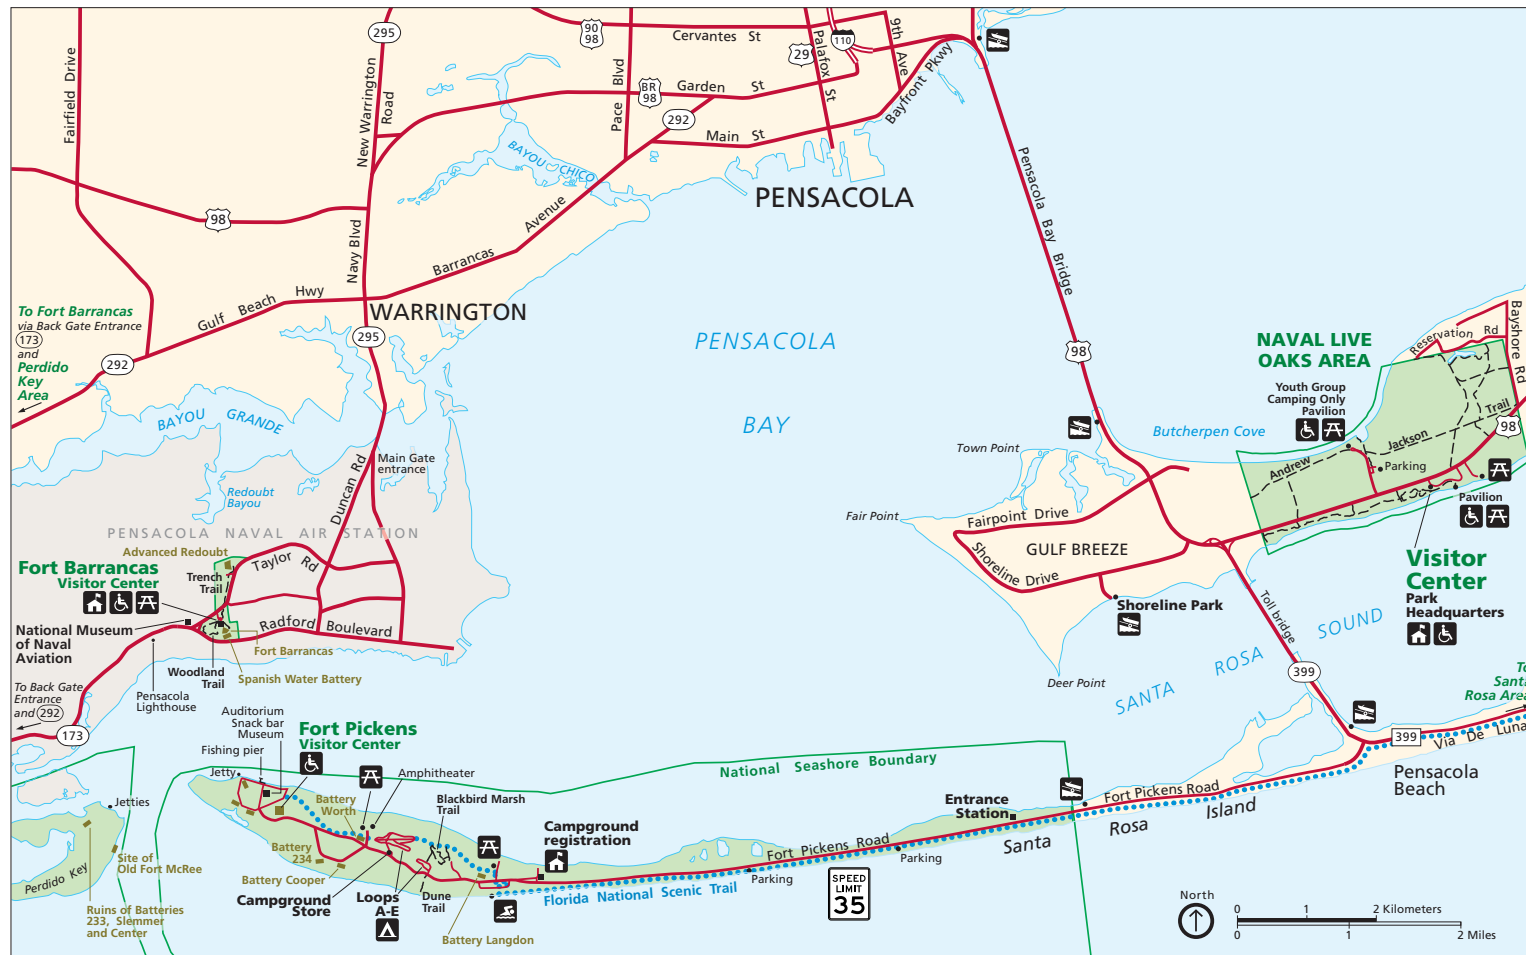 295
90
98
Cervantes St
110
9th Ave
29
Palafox St
Fairfield Drive
New Warrington
Road
Pace Blvd
BR
98
Garden St
Bayfront Pkwy
292
Main St
BAYOU CHICO
PENSACOLA
Pensacola Bay Bridge
98
Navy Blvd
Barrancas Avenue
Gulf Beach Hwy
WARRINGTON
To Fort Barrancas
via Back Gate Entrance
173
and
Perdido
Key
Area
292
295
PENSACOLA
BAY
98
NAVAL LIVE
OAKS AREA
Reservation Rd
Bayshore Rd
Youth Group
Camping Only
Pavilion
BAYOU GRANDE
Butcherpen Cove
Andrew Jackson Trail
98
Parking
Town Point
Main Gate
entrance
Duncan Rd
Redoubt
Bayou
Pavilion
Fair Point
Fairpoint Drive
PENSACOLA NAVAL AIR STATION
GULF BREEZE
Shoreline Drive
Advanced Redoubt
Taylor Rd
Fort Barrancas
Visitor Center
Trench
Trail
Visitor
Center
Park
Headquarters
Toll bridge
Shoreline Park
National Museum
of Naval
Aviation
Radford Boulevard
Fort Barrancas
Woodland
Trail
Spanish Water Battery
SANTA ROSA SOUND
399
Deer Point
To
Santa
Rosa Area
To Back Gate
Entrance
and 292
Pensacola
Lighthouse
173
Auditorium
Snack bar
Museum
Fort Pickens
Visitor Center
Fishing pier
Jetty
399
Via De Luna
Amphitheater
National Seashore Boundary
Pensacola
Beach
Jetties
Battery
Worth
Blackbird Marsh
Trail
Entrance
Station
Fort Pickens Road
Santa Rosa Island
Campground
registration
Fort Pickens Road
Parking
Battery
234
Site of
Old Fort McRee
Perdido Key
Battery Cooper
Parking
SPEED
LIMIT
35
Florida National Scenic Trail
Campground
Store
Loops
A-E
Dune
Trail
Ruins of Batteries
233, Slemmer
and Center
Battery Langdon
North
0 1 2 Kilometers
0 1 2 Miles